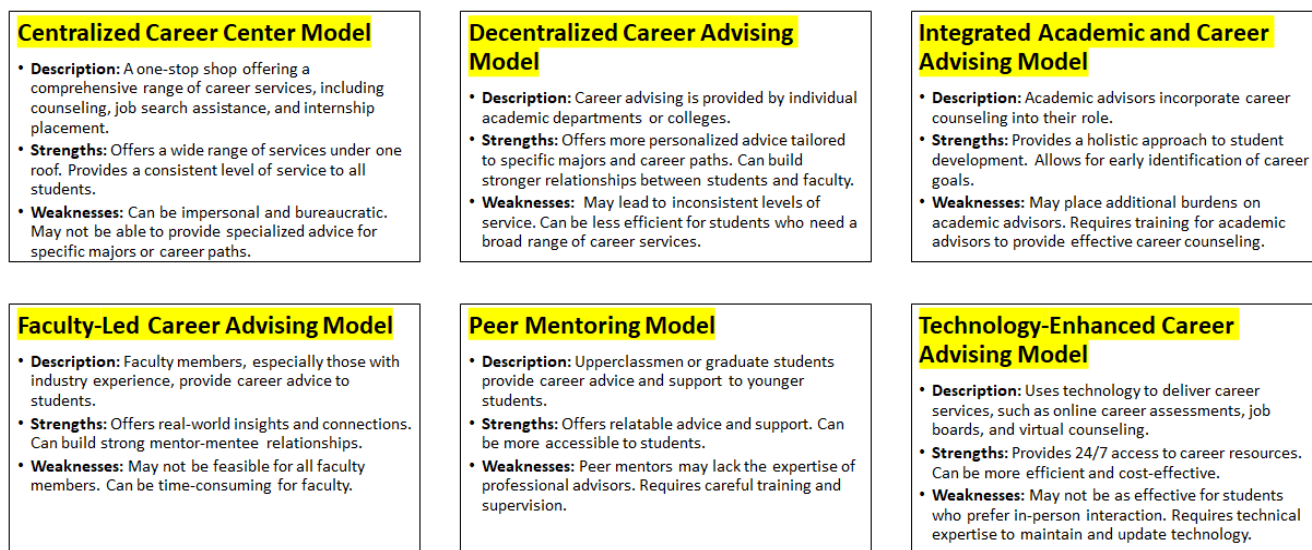 Centralized Career Center Model
• Description: A one-stop shop offering a
comprehensive range of career services, including
counseling, job search assistance, and internship
placement.
• Strengths: Offers a wide range of services under one
roof. Provides a consistent level of service to all
students.
• Weaknesses: Can be impersonal and bureaucratic.
May not be able to provide specialized advice for
specific majors or career paths.
Decentralized Career Advising
Model
• Description: Career advising is provided by individual
academic departments or colleges.
• Strengths: Offers more personalized advice tailored
to specific majors and career paths. Can build
stronger relationships between students and faculty.
• Weaknesses: May lead to inconsistent levels of
service. Can be less efficient for students who need a
broad range of career services.
Integrated Academic and Career
Advising Model
• Description: Academic advisors incorporate career
counseling into their role.
• Strengths: Provides a holistic approach to student
development. Allows for early identification of career
goals.
• Weaknesses: May place additional burdens on
academic advisors. Requires training for academic
advisors to provide effective career counseling.
Faculty-Led Career Advising Model
• Description: Faculty members, especially those with
industry experience, provide career advice to
students.
• Strengths: Offers real-world insights and connections.
Can build strong mentor-mentee relationships.
• Weaknesses: May not be feasible for all faculty
members. Can be time-consuming for faculty.
Peer Mentoring Model
• Description: Upperclassmen or graduate students
provide career advice and support to younger
students.
• Strengths: Offers relatable advice and support. Can
be more accessible to students.
• Weaknesses: Peer mentors may lack the expertise of
professional advisors. Requires careful training and
supervision.
Technology-Enhanced Career
Advising Model
• Description: Uses technology to deliver career
services, such as online career assessments, job
boards, and virtual counseling.
• Strengths: Provides 24/7 access to career resources.
Can be more efficient and cost-effective.
• Weaknesses: May not be as effective for students
who prefer in-person interaction. Requires technical
expertise to maintain and update technology.